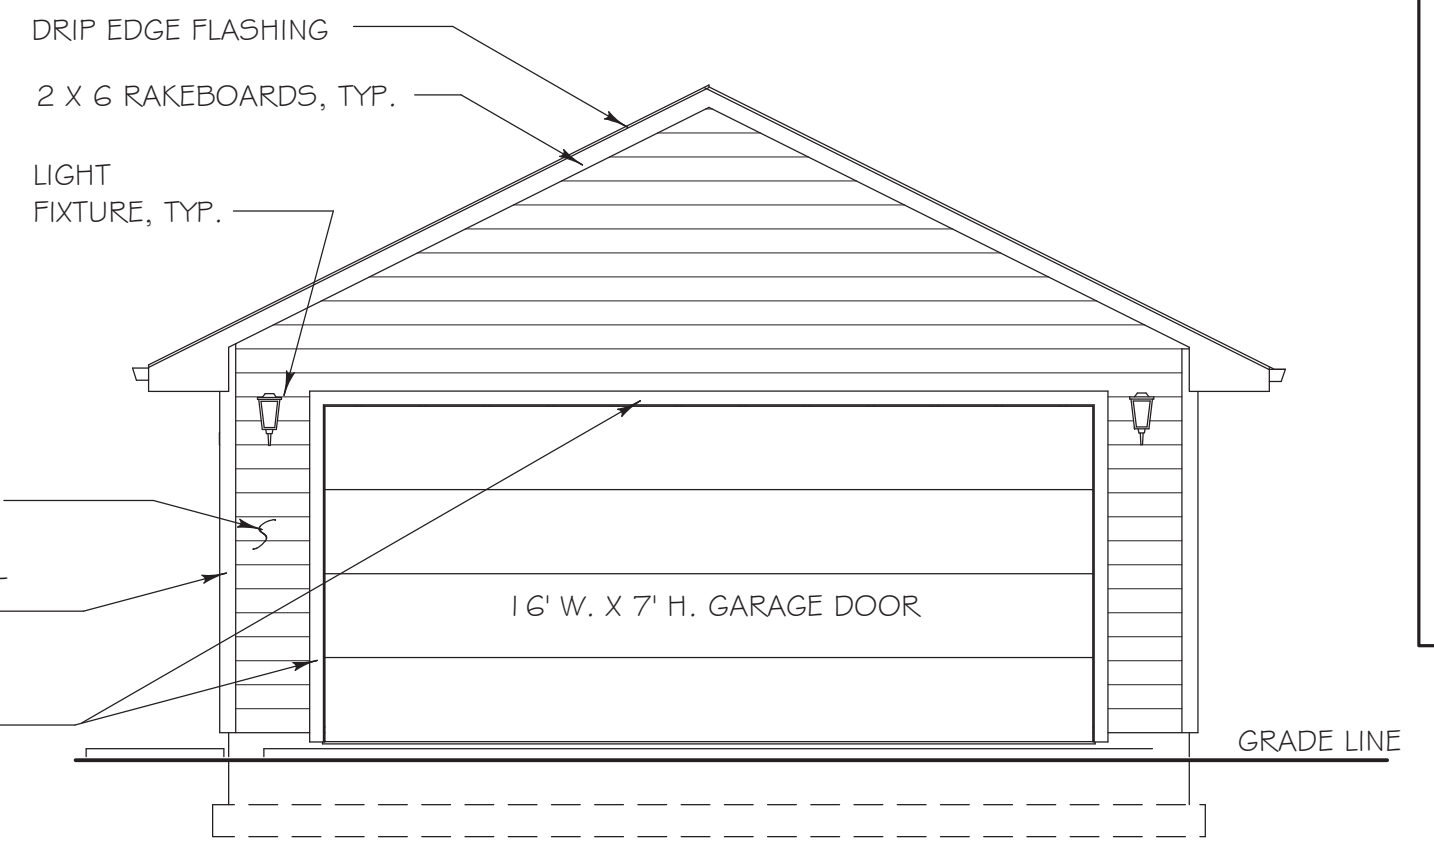 DRIP EDGE FLASHING
2 X 6 RAKEBOARDS, TYP.
LIGHT
FIXTURE, TYP.
16' W. X 7' H. GARAGE DOOR
GRADE LINE